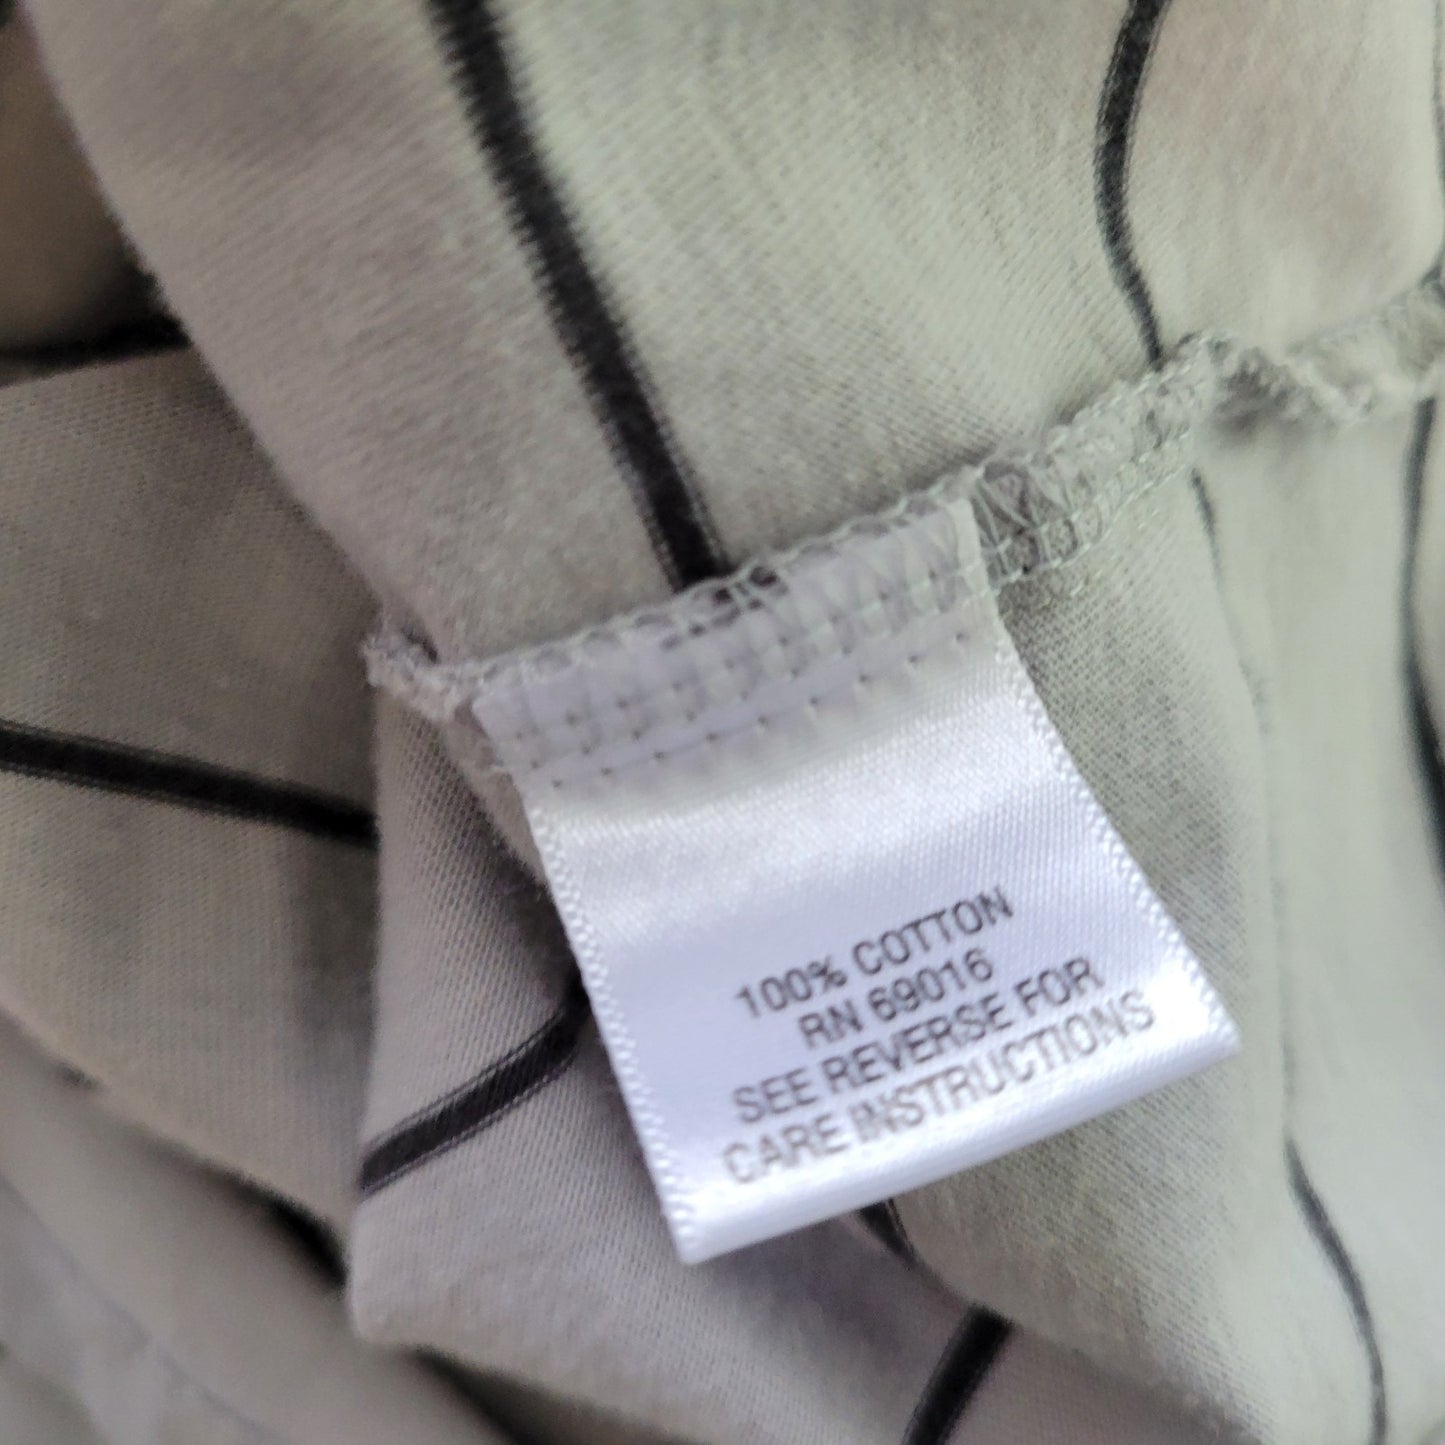 100% COTTON
RN 69016
SEE REVERSE FOR
CARE INSTRUCTIONS